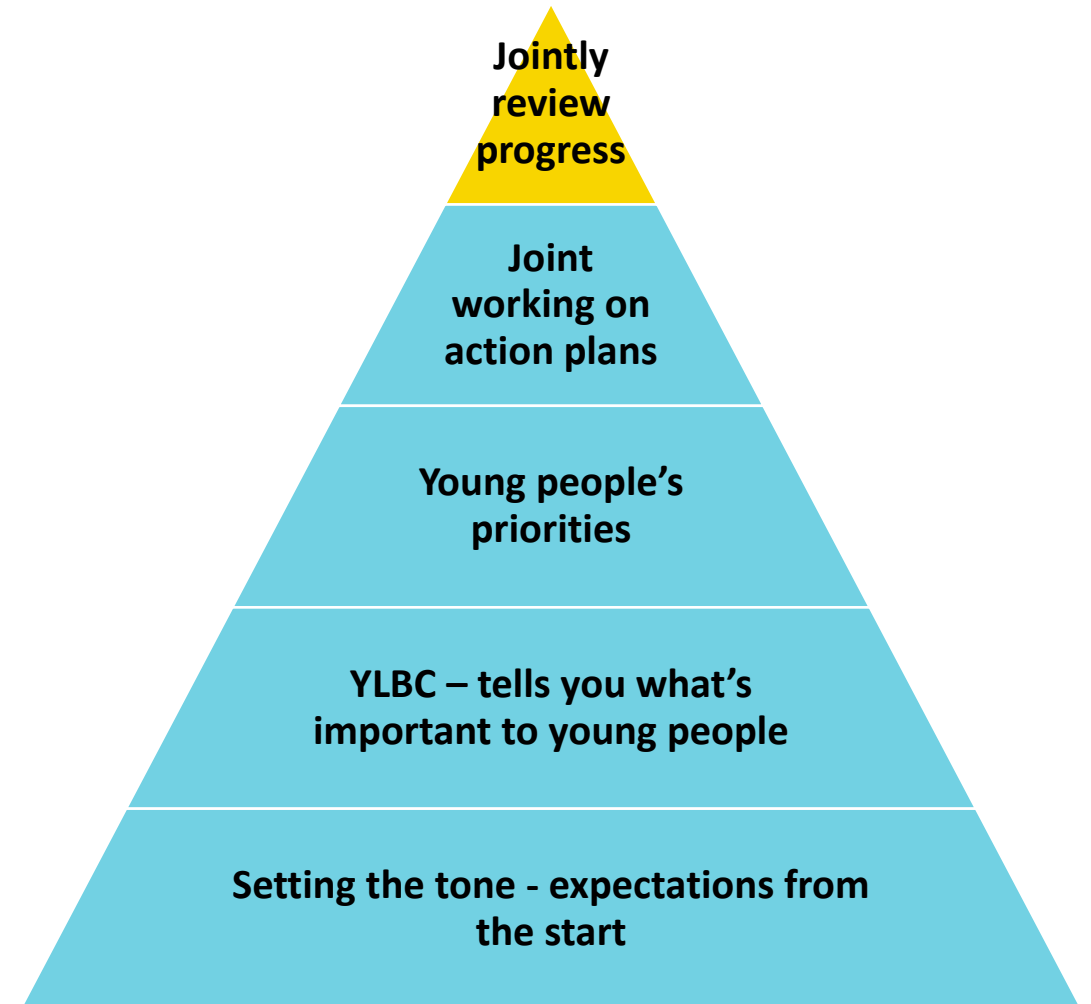 Jointly
review
progress
Joint
working on
action plans
Young people’s
priorities
YLBC – tells you what’s
important to young people
Setting the tone - expectations from
the start